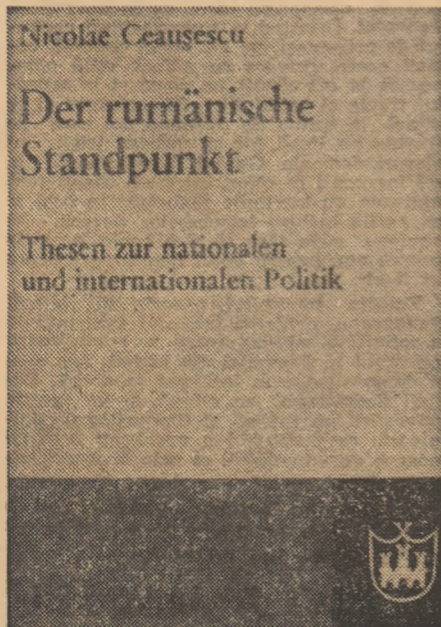 Nicolae Ceaușescu
Der rumänische
Standpunkt
Thesen zur nationalen
und internationalen Politik